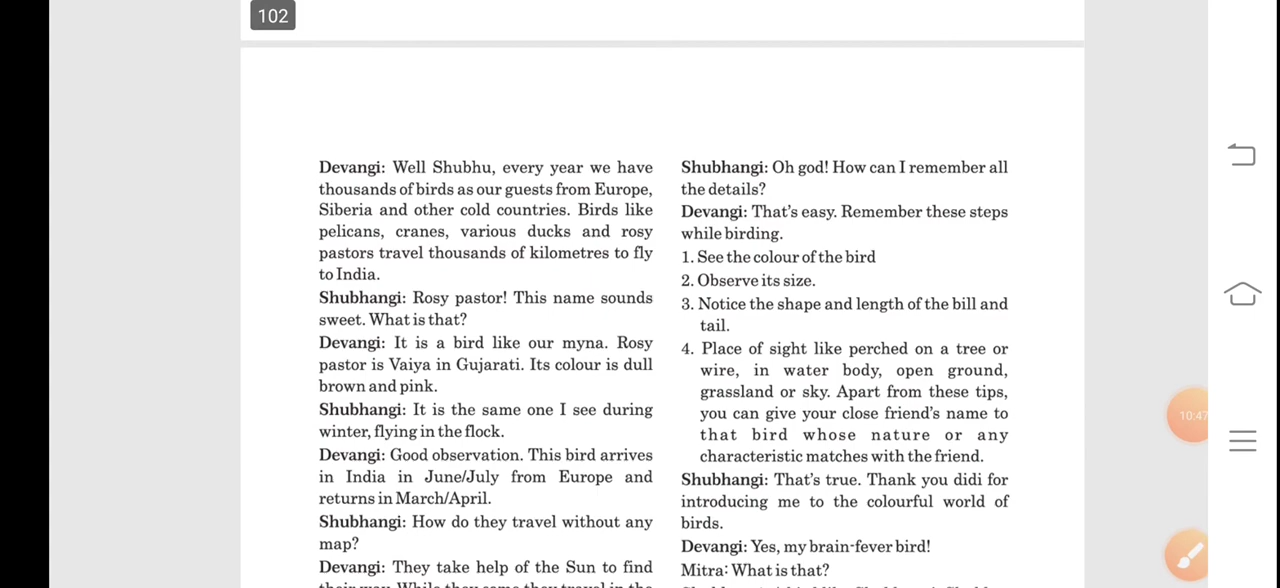 102
Devangi: Well Shubhu, every year we have
thousands of birds as our guests from Europe,
Siberia and other cold countries. Birds like
pelicans, cranes, various ducks and rosy
pastors travel thousands of kilometres to fly
to India.
Shubhangi: Rosy pastor! This name sounds
sweet. What is that?
Devangi: It is a bird like our myna. Rosy
pastor is Vaiya in Gujarati. Its colour is dull
brown and pink.
Shubhangi: It is the same one I see during
winter, flying in the flock.
Devangi: Good observation. This bird arrives
in India in June/July from Europe and
returns in March/April.
Shubhangi: How do they travel without any
map?
Devangi: They take help of the Sun to find
Shubhangi: Oh god! How can I remember all
the details?
Devangi: That's easy. Remember these steps
while birding.
1. See the colour of the bird
2. Observe its size.
3. Notice the shape and length of the bill and
tail.
4. Place of sight like perched on a tree or
wire, in water body, open ground,
grassland or sky. Apart from these tips,
you can give your close friend's name to
that bird whose nature or any
characteristic matches with the friend.
Shubhangi: That's true. Thank you didi for
introducing me to the colourful world of
birds.
Devangi: Yes, my brain-fever bird!
Mitra: What is that?
10:47